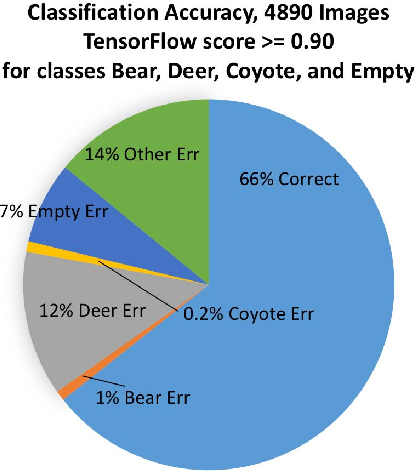 Classification Accuracy, 4890 Images
TensorFlow score >= 0.90
for classes Bear, Deer, Coyote, and Empty
14% Other Err
66% Correct
7% Empty Err
12% Deer Err
0.2% Coyote Err
1% Bear Err